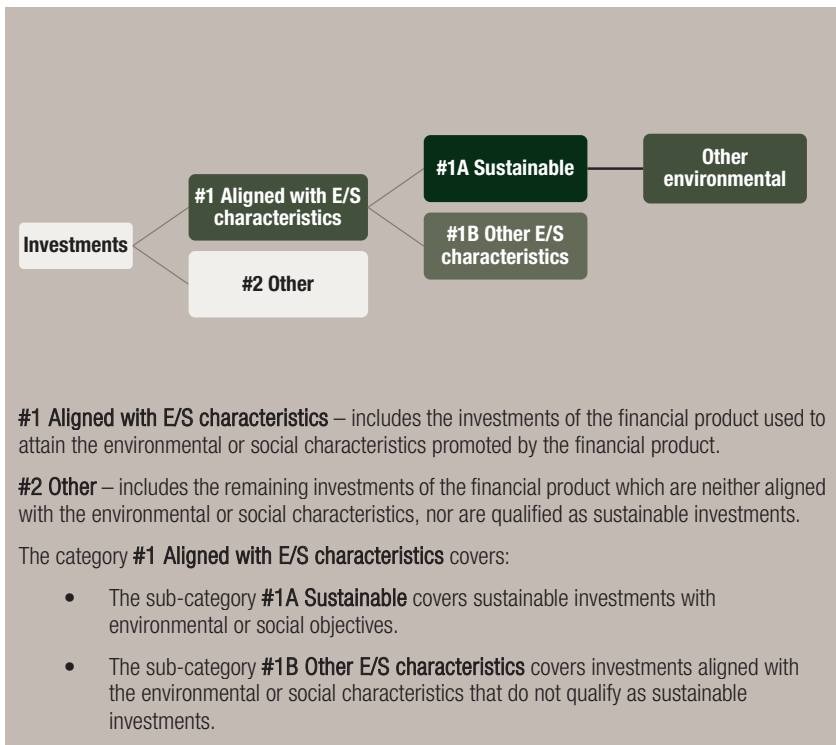 Investments
#1 Aligned with E/S
characteristics
#2 Other
#1A Sustainable
#1B Other E/S
characteristics
Other
environmental
#1 Aligned with E/S characteristics – includes the investments of the financial product used to
attain the environmental or social characteristics promoted by the financial product.
#2 Other – includes the remaining investments of the financial product which are neither aligned
with the environmental or social characteristics, nor are qualified as sustainable investments.
The category #1 Aligned with E/S characteristics covers:
• The sub-category #1A Sustainable covers sustainable investments with
environmental or social objectives.
• The sub-category #1B Other E/S characteristics covers investments aligned with
the environmental or social characteristics that do not qualify as sustainable
investments.